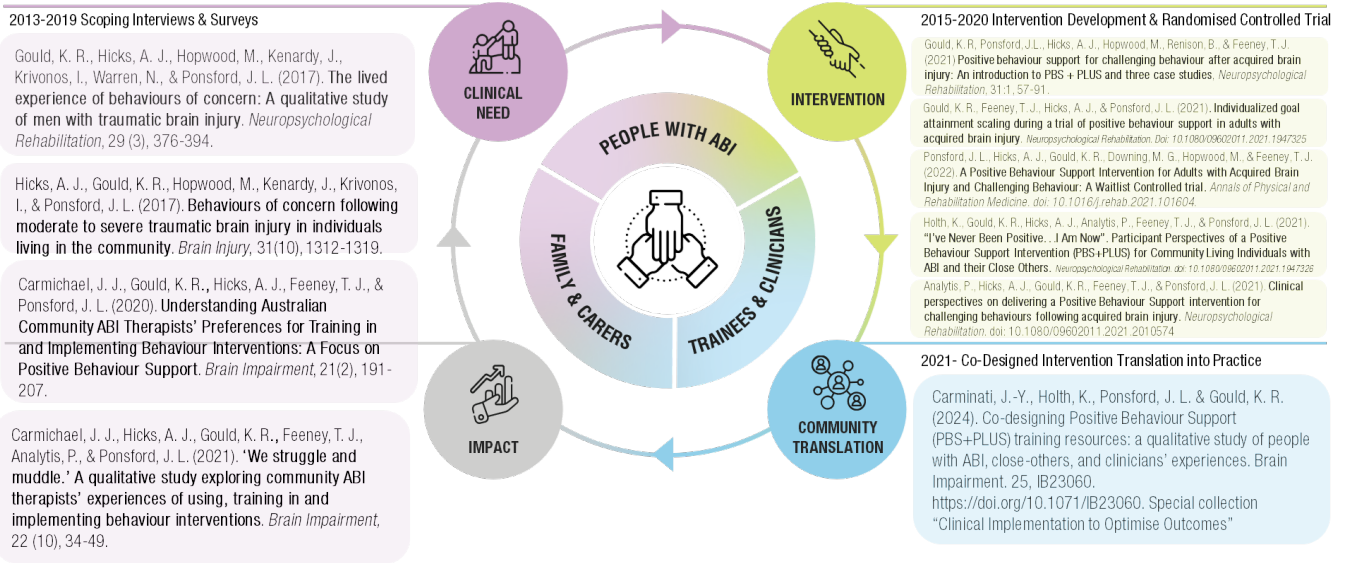 2013-2019 Scoping Interviews & Surveys
Gould, K. R., Hicks, A. J., Hopwood, M., Kenardy, J.,
Krivonos, I., Warren, N., & Ponsford, J. L. (2017). The lived
experience of behaviours of concern: A qualitative study
of men with traumatic brain injury. Neuropsychological
Rehabilitation, 29 (3), 376-394.
Hicks, A. J., Gould, K. R., Hopwood, M., Kenardy, J., Krivonos,
I., & Ponsford, J. L. (2017). Behaviours of concern following
moderate to severe traumatic brain injury in individuals
living in the community. Brain Injury, 31(10), 1312-1319.
Carmichael, J. J., Gould, K. R., Hicks, A. J., Feeney, T. J., &
Ponsford, J. L. (2020). Understanding Australian
Community ABI Therapists’ Preferences for Training in
and Implementing Behaviour Interventions: A Focus on
Positive Behaviour Support. Brain Impairment, 21(2), 191-
207.
Carmichael, J. J., Hicks, A. J., Gould, K. R., Feeney, T. J.,
Analytis, P., & Ponsford, J. L. (2021). ‘We struggle and
muddle.’ A qualitative study exploring community ABI
therapists’ experiences of using, training in and
implementing behaviour interventions. Brain Impairment,
22 (10), 34-49.
CLINICAL
NEED
INTERVENTION
PEOPLE WITH ABI
FAMILY & CARERS
TRAINEES & CLINICIANS
IMPACT
COMMUNITY
TRANSLATION
2015-2020 Intervention Development & Randomised Controlled Trial
Gould, K. R, Ponsford, J.L., Hicks, A. J., Hopwood, M., Renison, B., & Feeney, T. J.
(2021) Positive behaviour support for challenging behaviour after acquired brain
injury: An introduction to PBS + PLUS and three case studies, Neuropsychological
Rehabilitation, 31:1, 57-91.
Gould, K. R., Feeney, T. J., Hicks, A. J., & Ponsford, J. L. (2021). Individualized goal
attainment scaling during a trial of positive behaviour support in adults with
acquired brain injury. Neuropsychological Rehabilitation. Doi: 10.1080/09602011.2021.1947325
Ponsford, J. L., Hicks, A. J., Gould, K. R., Downing, M. G., Hopwood, M., & Feeney, T. J.
(2022). A Positive Behaviour Support Intervention for Adults with Acquired Brain
Injury and Challenging Behaviour: A Waitlist Controlled trial. Annals of Physical and
Rehabilitation Medicine. doi: 10.1016/j.rehab.2021.101604.
Holth, K., Gould, K. R., Hicks, A. J., Analytis, P., Feeney, T. J., & Ponsford, J. L. (2021).
“I’ve Never Been Positive…I Am Now”. Participant Perspectives of a Positive
Behaviour Support Intervention (PBS+PLUS) for Community Living Individuals with
ABI and their Close Others. Neuropsychological Rehabilitation. doi: 10.1080/09602011.2021.1947326
Analytis, P., Hicks, A. J., Gould, K. R., Feeney, T. J., & Ponsford, J. L. (2021). Clinical
perspectives on delivering a Positive Behaviour Support intervention for
challenging behaviours following acquired brain injury. Neuropsychological
Rehabilitation. doi: 10.1080/09602011.2021.2010574
2021- Co-Designed Intervention Translation into Practice
Carminati, J.-Y., Holth, K., Ponsford, J. L. & Gould, K. R.
(2024). Co-designing Positive Behaviour Support
(PBS+PLUS) training resources: a qualitative study of people
with ABI, close-others, and clinicians’ experiences. Brain
Impairment. 25, IB23060.
https://doi.org/10.1071/IB23060. Special collection
“Clinical Implementation to Optimise Outcomes”